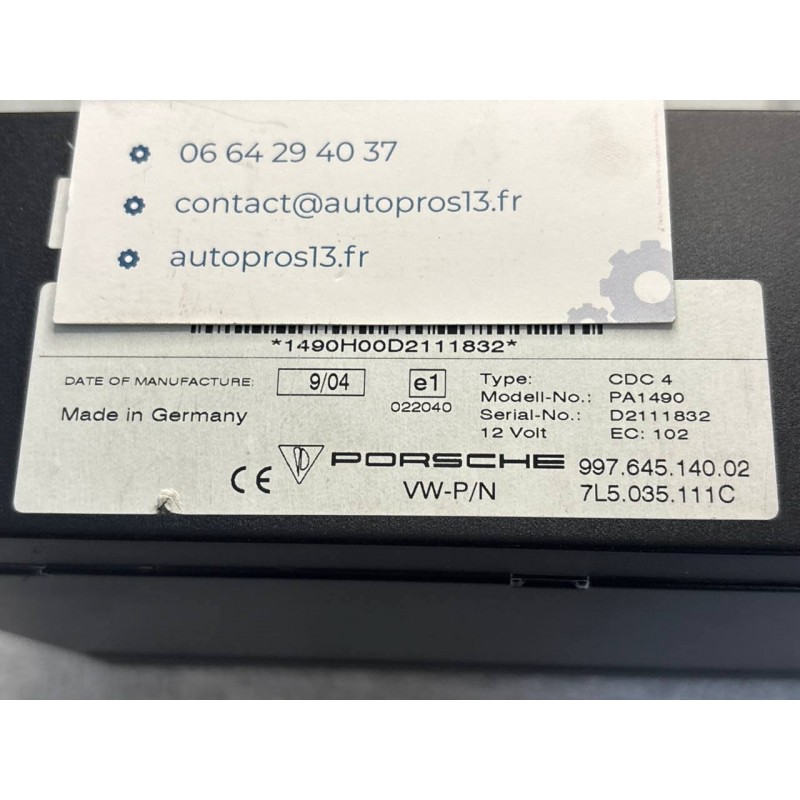 06 64 29 40 37
contact@autopros13.fr
autopros13.fr
*1490H00D2111832*
DATE OF MANUFACTURE: 9/04 e1 Type: CDC 4
022040 Modell-No.: PA1490
Made in Germany Serial-No.: D2111832
12 Volt EC: 102
CE PORSCHE 997.645.140.02
VW-P/N 7L5.035.111C